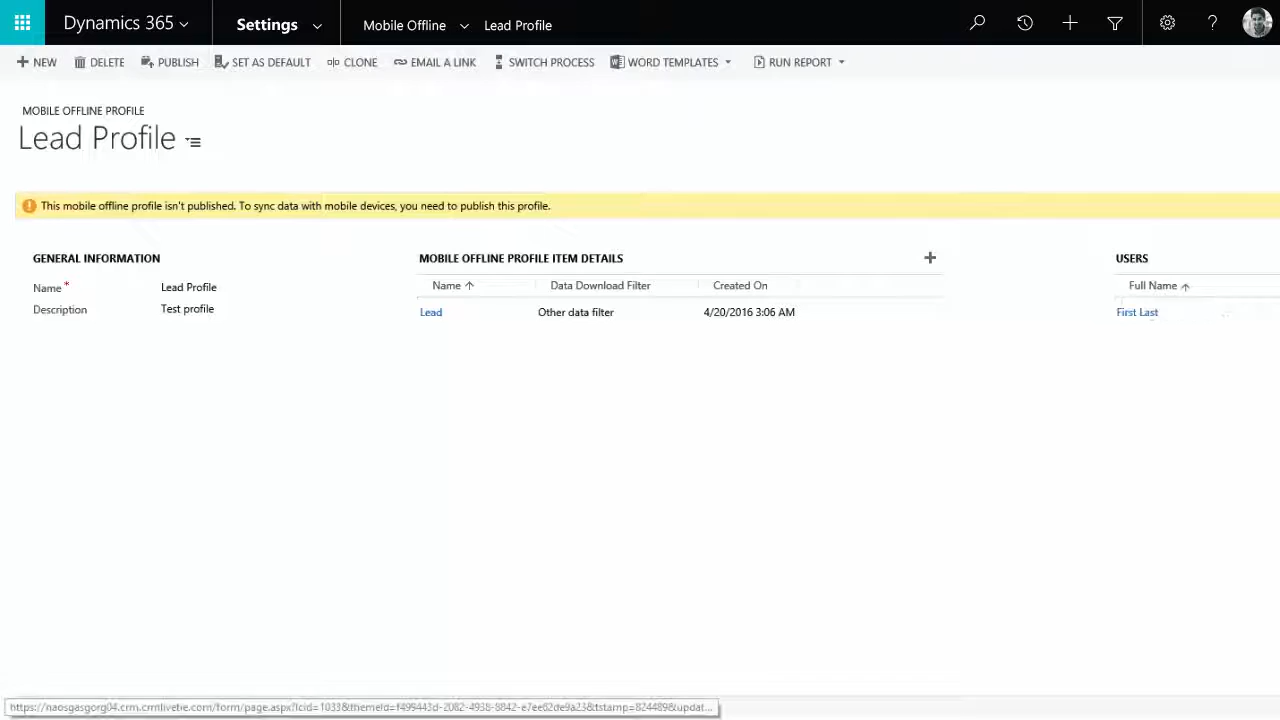 Dynamics 365 Settings Mobile Offline Lead Profile
NEW DELETE PUBLISH SET AS DEFAULT CLONE EMAIL A LINK SWITCH PROCESS WORD TEMPLATES RUN REPORT
MOBILE OFFLINE PROFILE
Lead Profile
This mobile offline profile isn't published. To sync data with mobile devices, you need to publish this profile.
GENERAL INFORMATION
Name * Lead Profile
Description Test profile
MOBILE OFFLINE PROFILE ITEM DETAILS
Name Data Download Filter Created On
Lead Other data filter 4/20/2016 3:06 AM
USERS
Full Name
First Last